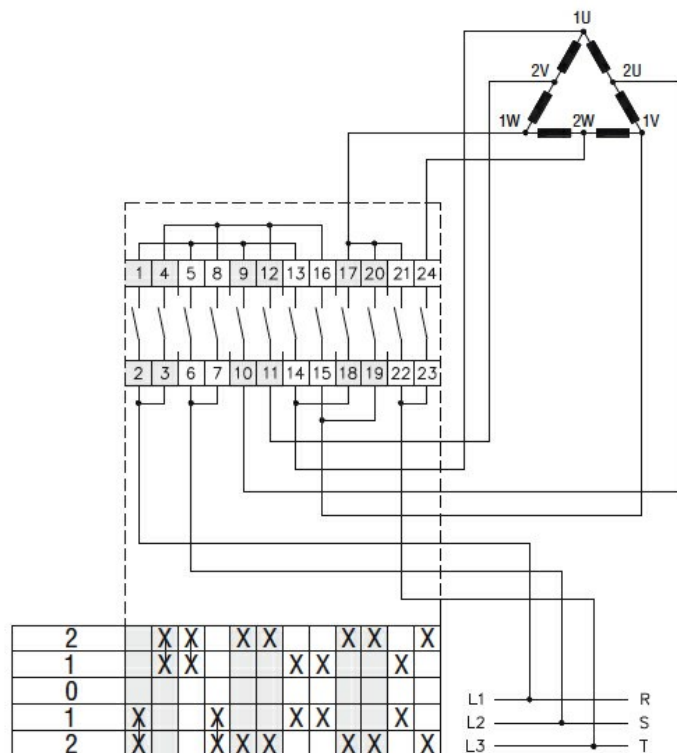 1U
2V 2U
1W 2W 1V
1 4 5 8 9 12 13 16 17 20 21 24
2 3 6 7 10 11 14 15 18 19 22 23
2 X X X X X X X
1 X X X X X
0
1 X X X X X
2 X X X X X X X
L1 R
L2 S
L3 T